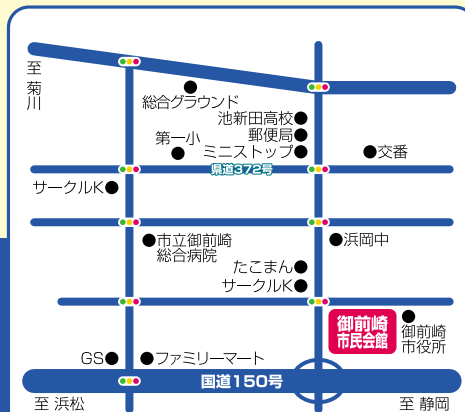 至
菊
川
総合グラウンド
池新田高校
郵便局
第一小
ミニストップ
交番
県道372号
サークルK
市立御前崎
総合病院
浜岡中
たこまん
サークルK
御前崎
市民会館
御前崎
市役所
GS
ファミリーマート
国道150号
至 浜松
至 静岡